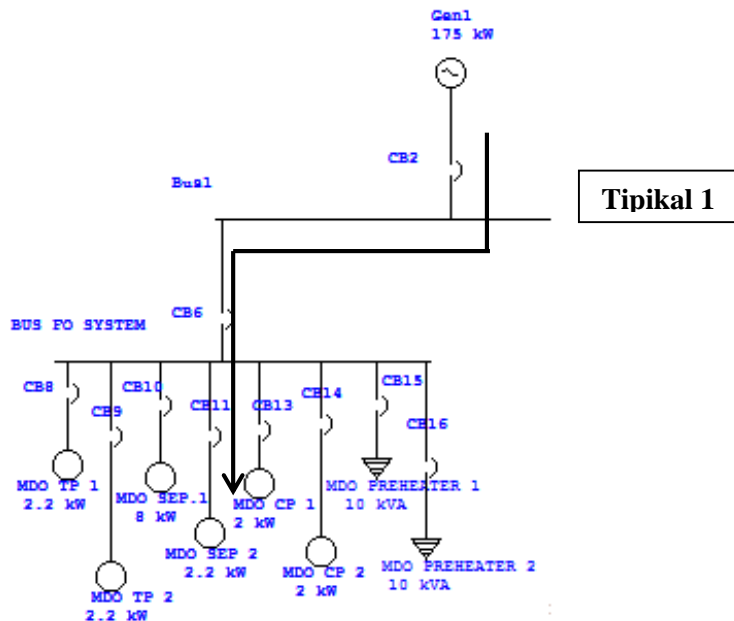 Gen1
175 kW
CB2
Bus1
Tipikal 1
CB6
BUS FO SYSTEM
CB8
CB9
CB10
CB11
CB13
CB14
CB15
CB16
MDO TP 1
2.2 kW
MDO SEP.1
8 kW
MDO CP 1
2 kW
MDO PREHEATER 1
10 kVA
MDO SEP 2
2.2 kW
MDO CP 2
2 kW
MDO PREHEATER 2
10 kVA
MDO TP 2
2.2 kW